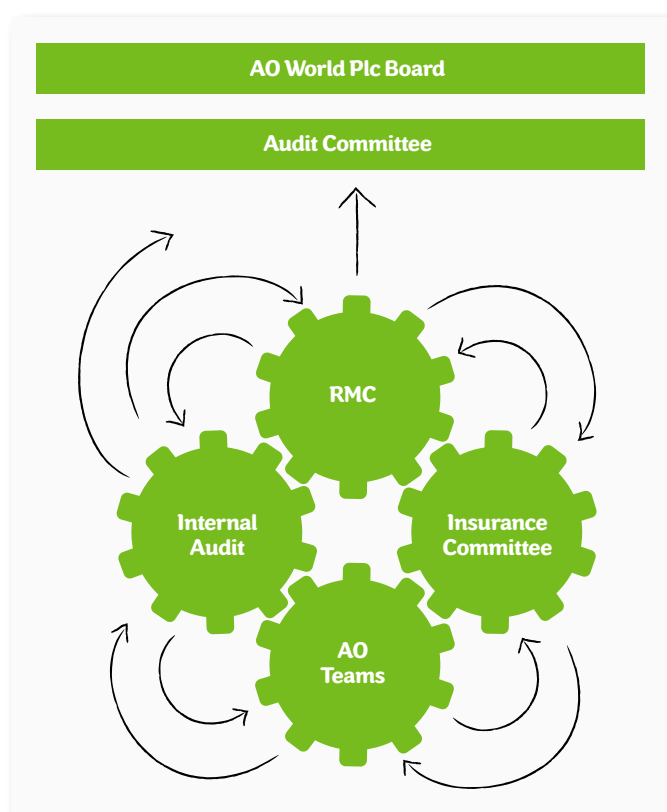 AO World Plc Board
Audit Committee
RMC
Internal
Audit
Insurance
Committee
AO
Teams